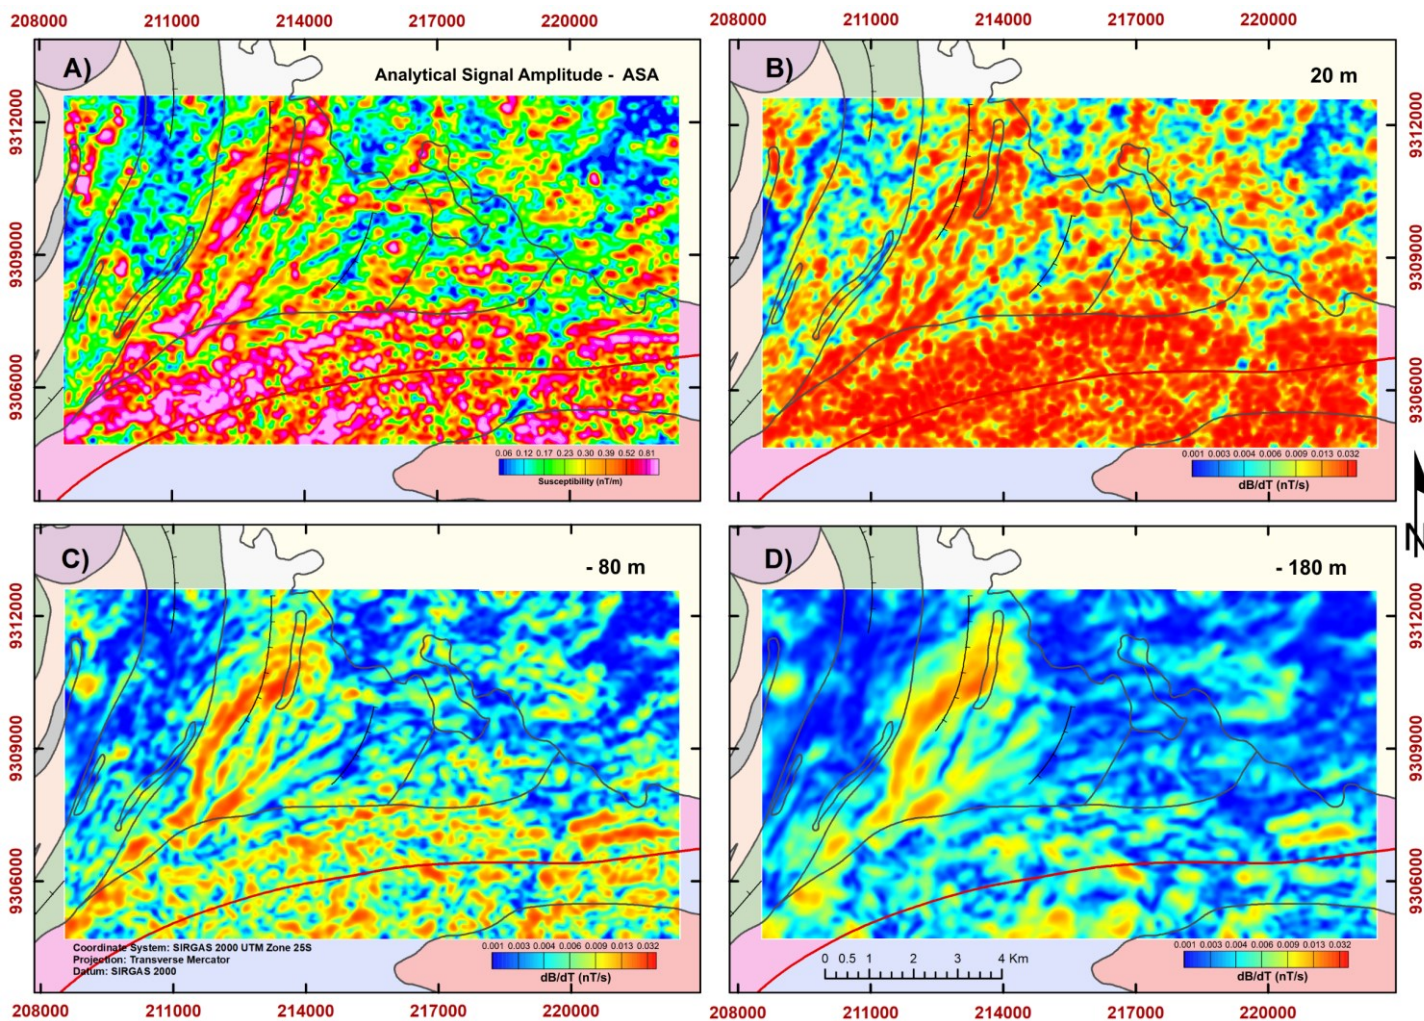 208000 211000 214000 217000 220000 208000 211000 214000 217000 220000
A) Analytical Signal Amplitude - ASA
B) 20 m
9312000 9312000
9309000 9309000
9306000 9306000
0.06 0.12 0.17 0.23 0.30 0.39 0.52 0.81
Susceptibility (nT/m)
0.001 0.003 0.004 0.006 0.009 0.013 0.032
dB/dT (nT/s)
N
C) - 80 m
D) - 180 m
9312000 9312000
9309000 9309000
9306000 9306000
Coordinate System: SIRGAS 2000 UTM Zone 25S
Projection: Transverse Mercator
Datum: SIRGAS 2000
0.001 0.003 0.004 0.006 0.009 0.013 0.032
dB/dT (nT/s)
0 0.5 1 2 3 4 Km
0.001 0.003 0.004 0.006 0.009 0.013 0.032
dB/dT (nT/s)
208000 211000 214000 217000 220000 208000 211000 214000 217000 220000